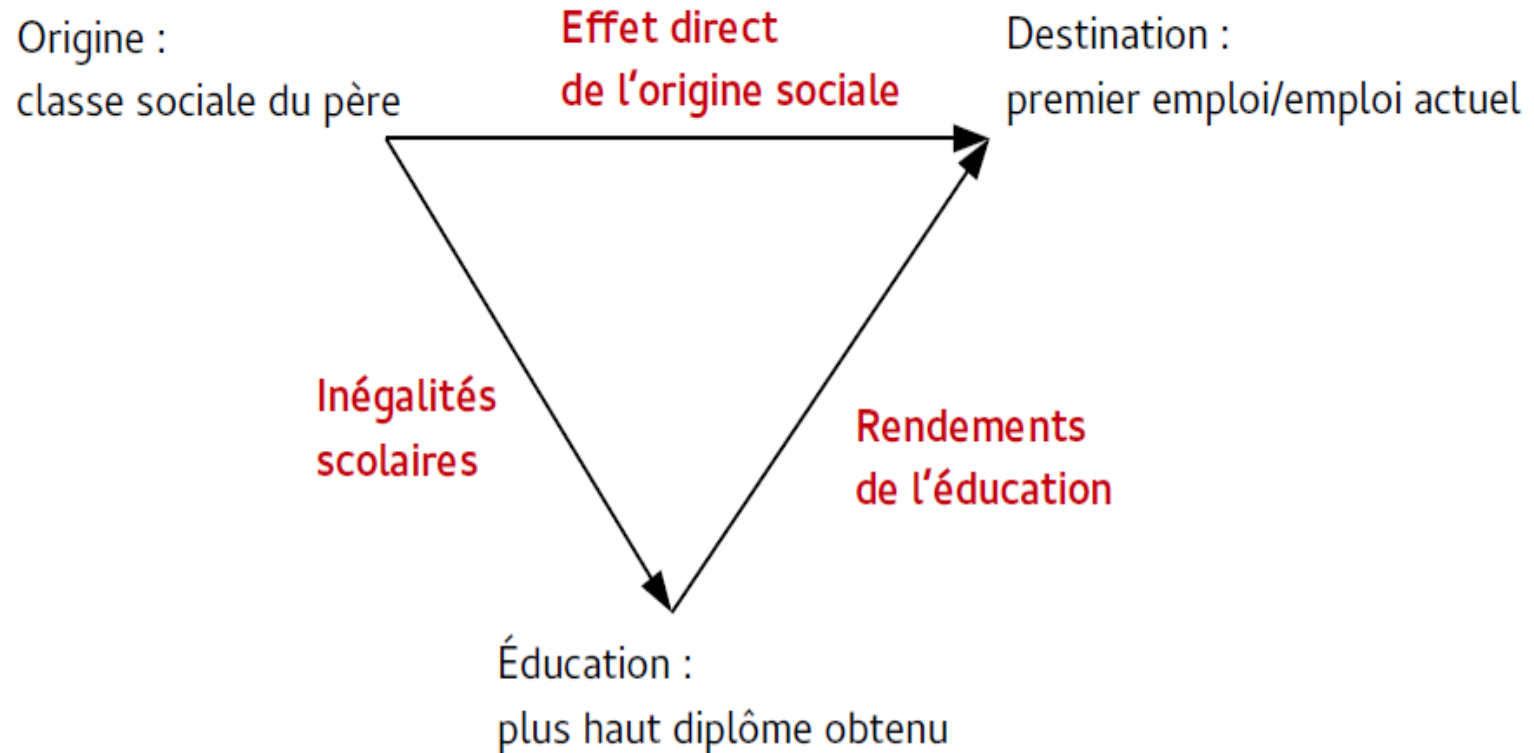 Origine :
classe sociale du père
Effet direct
de l’origine sociale
Destination :
premier emploi/emploi actuel
Inégalités
scolaires
Rendements
de l’éducation
Éducation :
plus haut diplôme obtenu